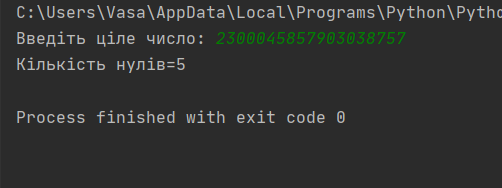 C:\Users\Vasa\AppData\Local\Programs\Python\Pytho
Введіть ціле число: 2300045857903038757
Кількість нулів=5
Process finished with exit code 0